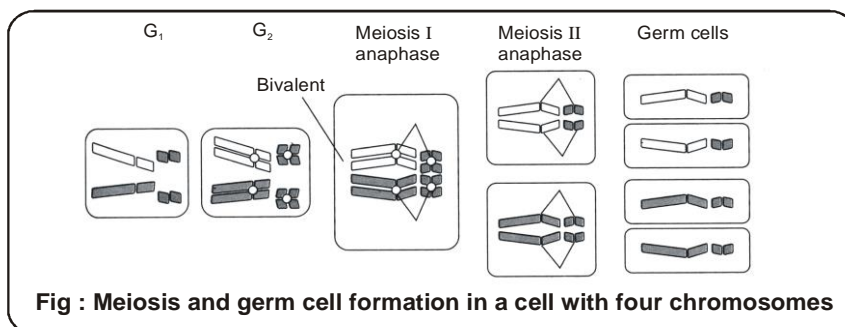 G₁
G₂
Meiosis I
anaphase
Meiosis II
anaphase
Germ cells
Bivalent
Fig : Meiosis and germ cell formation in a cell with four chromosomes